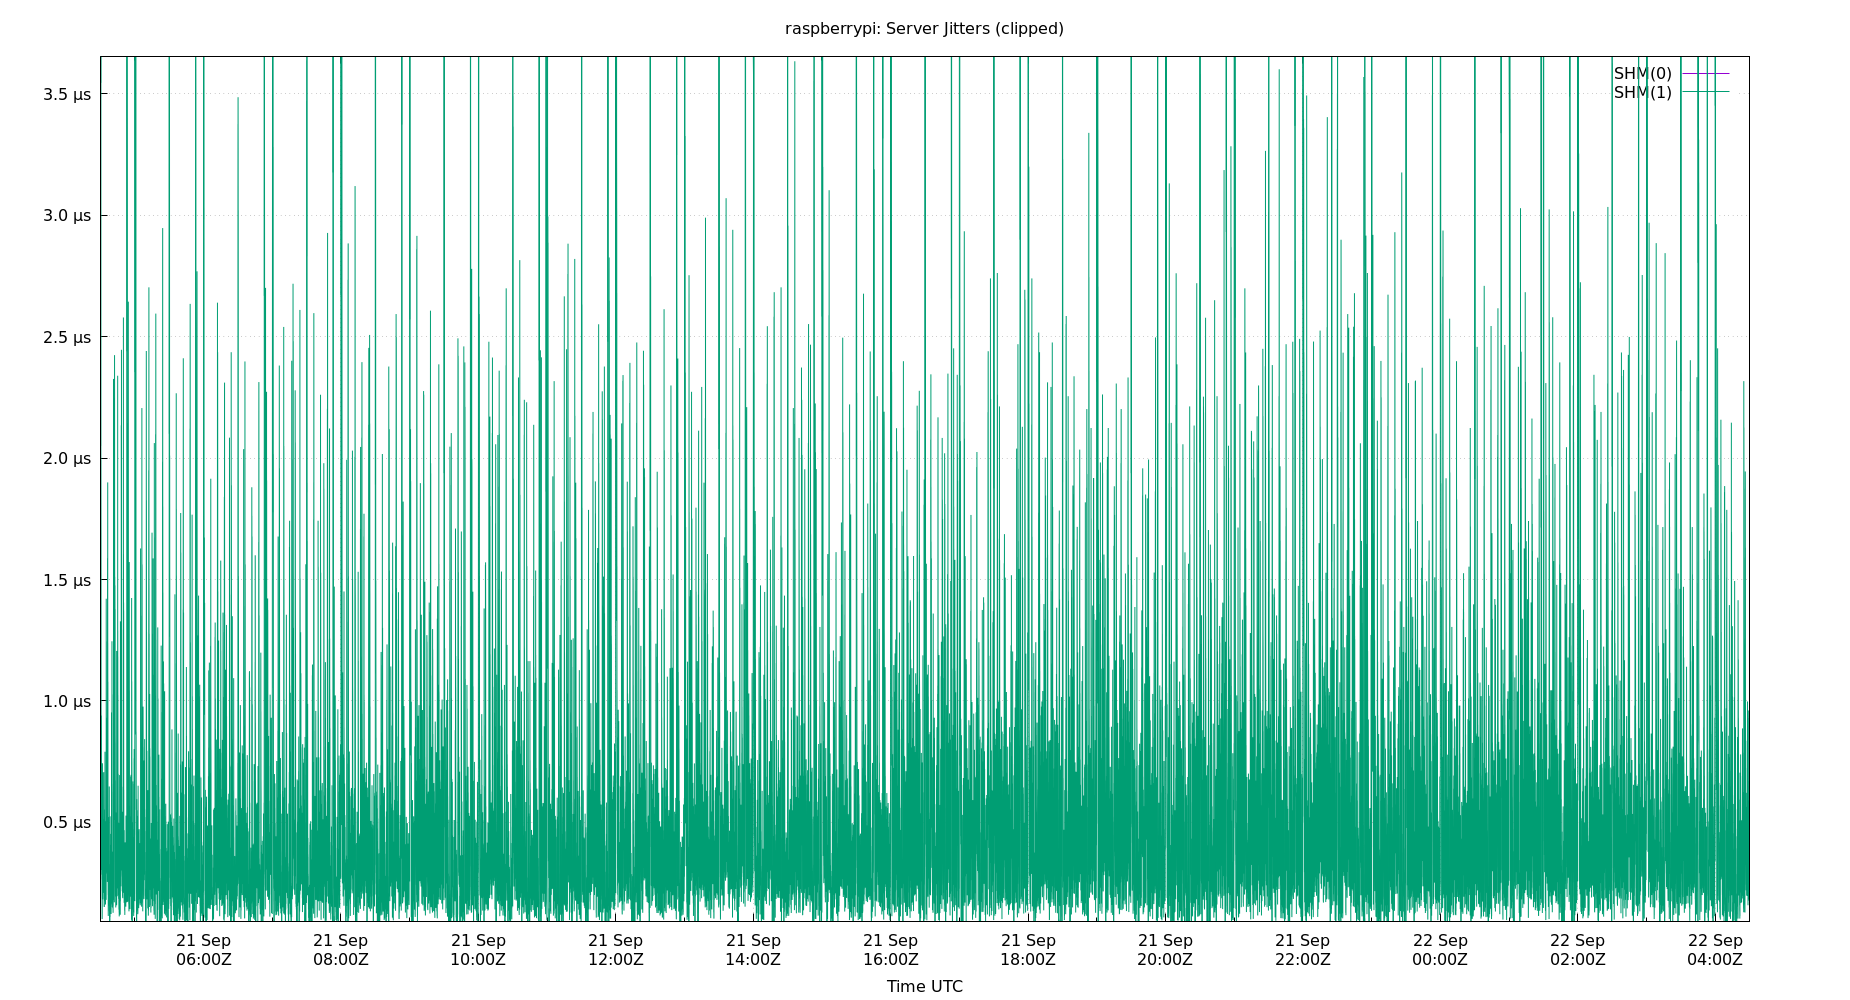 raspberrypi: Server Jitters (clipped)
SHM(0)
SHM(1)
3.5 μs
3.0 μs
2.5 μs
2.0 μs
1.5 μs
1.0 μs
0.5 μs
21 Sep 21 Sep 21 Sep 21 Sep 21 Sep 21 Sep 21 Sep 21 Sep 21 Sep 22 Sep 22 Sep 22 Sep
06:00Z 08:00Z 10:00Z 12:00Z 14:00Z 16:00Z 18:00Z 20:00Z 22:00Z 00:00Z 02:00Z 04:00Z
Time UTC